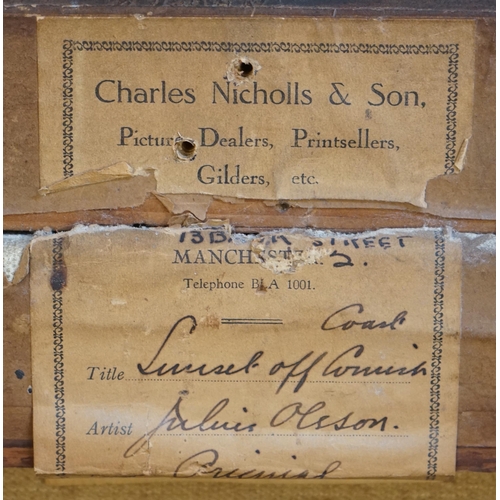 Charles Nicholls & Son,
Picture Dealers, Printsellers,
Gilders, etc.
STREET
MANCHESTER. 2.
Telephone BLA 1001.
Coast
Title Sunset off Cornish
Artist Julius Olsson.